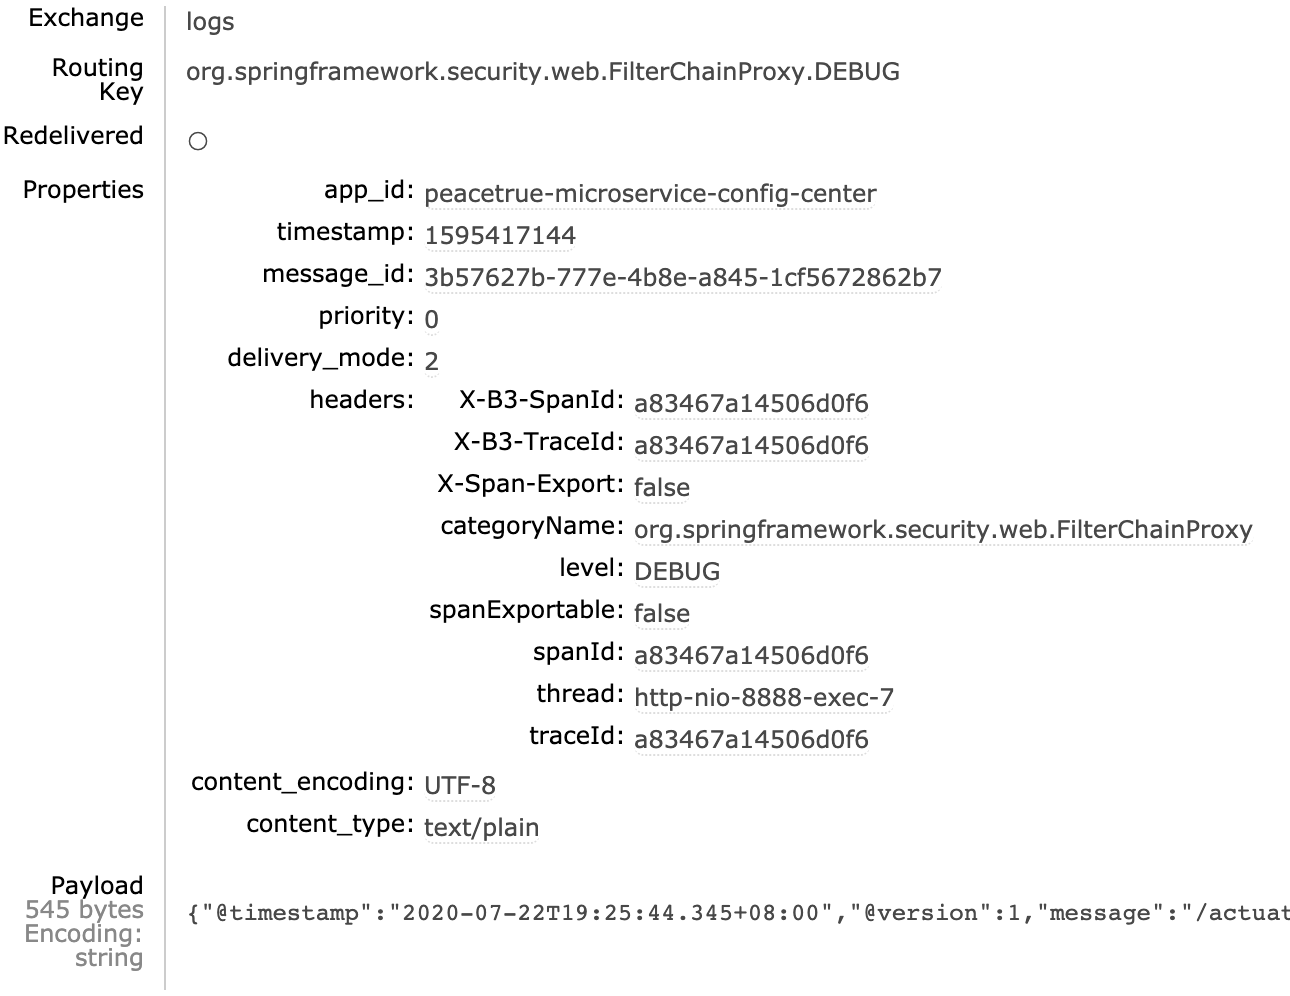 Exchange logs
Routing Key org.springframework.security.web.FilterChainProxy.DEBUG
Redelivered ○
Properties app_id: peacetrue-microservice-config-center
timestamp: 1595417144
message_id: 3b57627b-777e-4b8e-a845-1cf5672862b7
priority: 0
delivery_mode: 2
headers: X-B3-SpanId: a83467a14506d0f6
X-B3-TraceId: a83467a14506d0f6
X-Span-Export: false
categoryName: org.springframework.security.web.FilterChainProxy
level: DEBUG
spanExportable: false
spanId: a83467a14506d0f6
thread: http-nio-8888-exec-7
traceId: a83467a14506d0f6
content_encoding: UTF-8
content_type: text/plain
Payload
545 bytes {"@timestamp":"2020-07-22T19:25:44.345+08:00","@version":1,"message":"/actuat
Encoding:
string